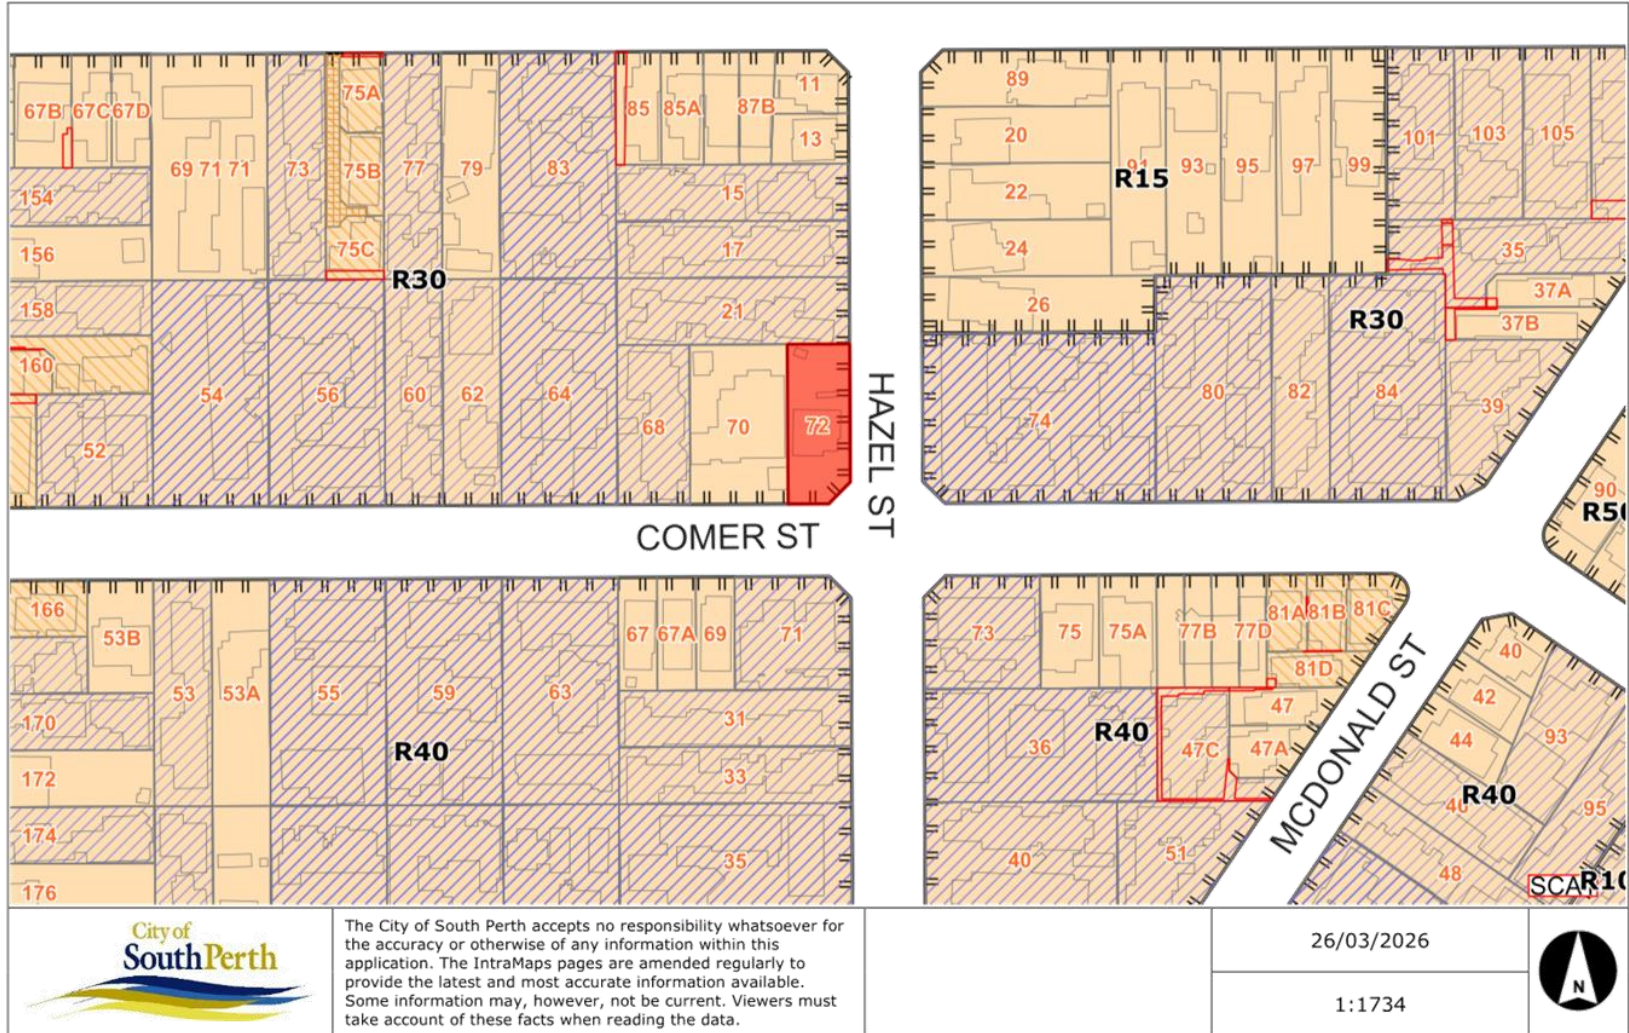 89
11
75A
67B 67C 67D
85 85A 87B
20
13
101 103 105
69 71 71 73 75B 77 79 83
91 93 95 97 99
R15
154
15
22
156
75C
17
24
35
R30
37A
158
21
26
R30
37B
160
54 56 60 62 64
80 82 84
39
52
68 70 72
74
HAZEL ST
90
COMER ST
166
53B
67 67A 69 71
73 75 75A 77B 77D
81A 81B 81C
40
81D
53 53A 55 59 63
42
170
31
47
R40
R40
36
47C 47A
44
93
172
33
MCDONALD ST
R40
95
174
35
40
51
48
176
City of
SouthPerth
The City of South Perth accepts no responsibility whatsoever for
the accuracy or otherwise of any information within this
application. The IntraMaps pages are amended regularly to
provide the latest and most accurate information available.
Some information may, however, not be current. Viewers must
take account of these facts when reading the data.
26/03/2026
1:1734
N